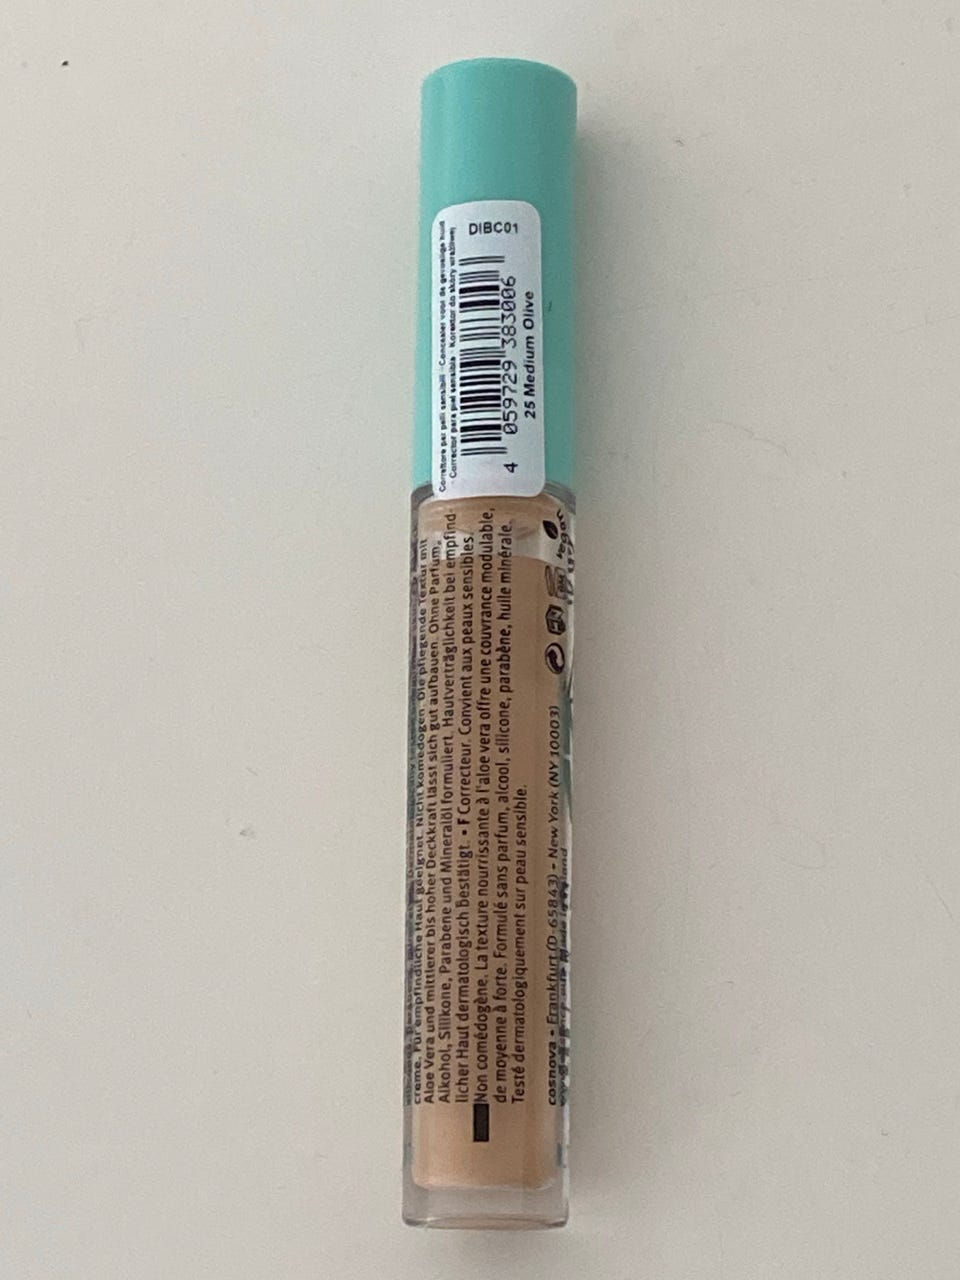 DIBC01
Correttore per pelli sensibili · Concealer voor de gevoelige huid
· Corrector para piel sensible · Korektor do skóry wrażliwej
4 059729 383006
25 Medium Olive
creme. Für empfindliche Haut geeignet. Nicht komedogen. Die pflegende Textur mit
Aloe Vera und mittlerer bis hoher Deckkraft lässt sich gut aufbauen. Ohne Parfum,
Alkohol, Silikone, Parabene und Mineralöl formuliert. Hautverträglichkeit bei empfind-
licher Haut dermatologisch bestätigt. • F Correcteur. Convient aux peaux sensibles.
Non comédogène. La texture nourrissante à l'aloe vera offre une couvrance modulable,
de moyenne à forte. Formulé sans parfum, alcool, silicone, parabène, huile minérale.
Testé dermatologiquement sur peau sensible.
cosnova • Frankfurt (D-65843) • New York (NY 10003)
Made in
vegan